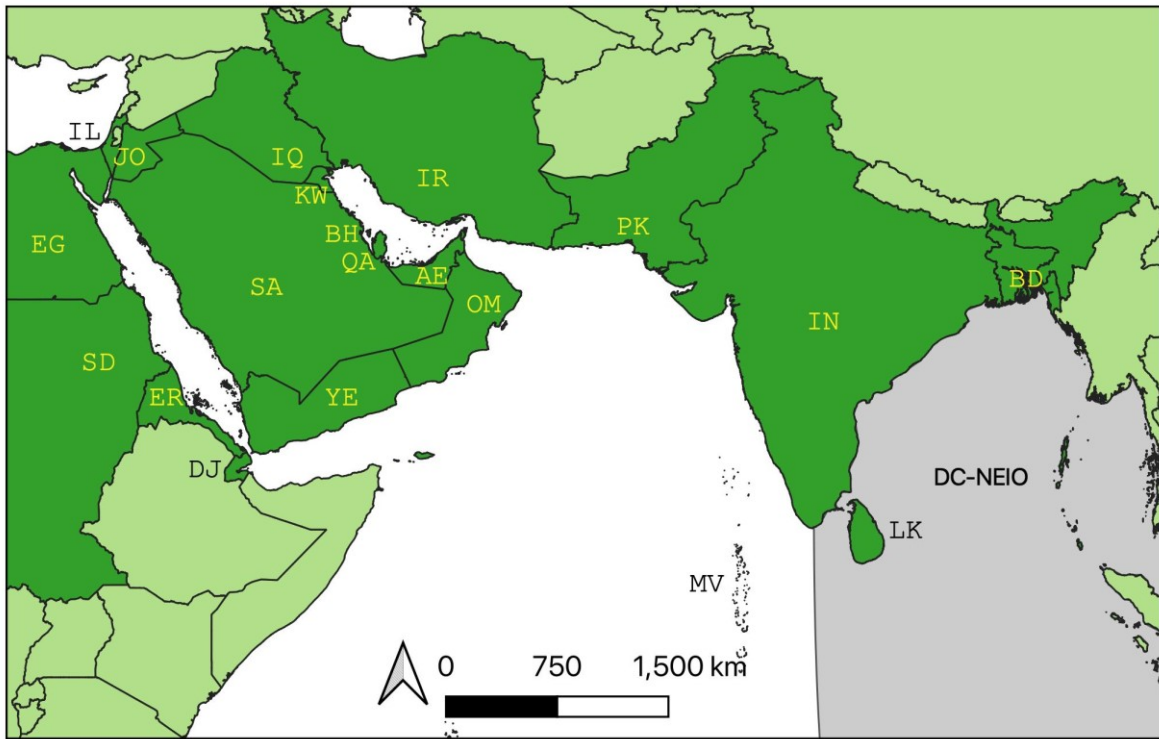 IL
JO
IQ
IR
KW
PK
BH
EG
QA
SA
AE
BD
OM
IN
SD
ER
YE
DJ
DC-NEIO
LK
MV
0 750 1,500 km